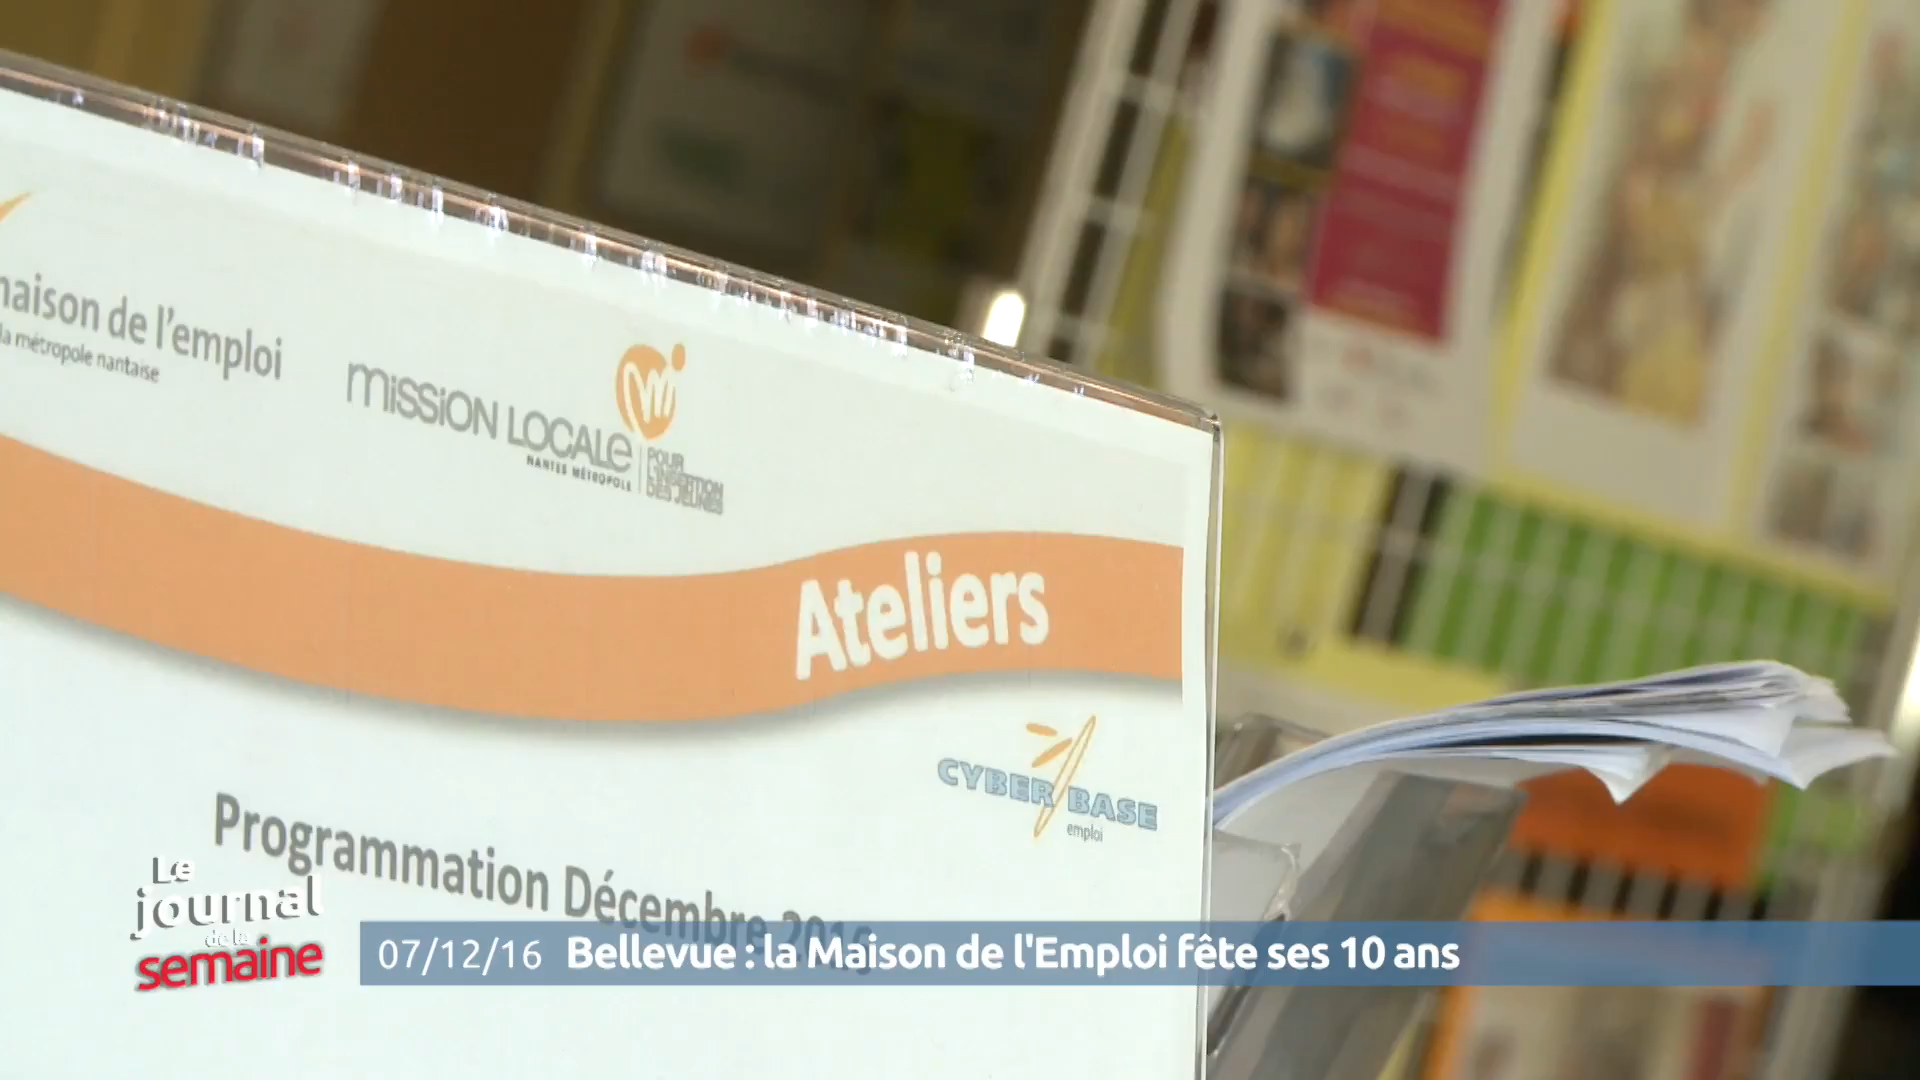 maison de l'emploi
la métropole nantaise
mission locale
NANTES MÉTROPOLE
POUR
L'INSERTION
DES JEUNES
Ateliers
CYBER BASE
emploi
Programmation Décembre 2016
Le
journal
de la
semaine
07/12/16 Bellevue : la Maison de l'Emploi fête ses 10 ans